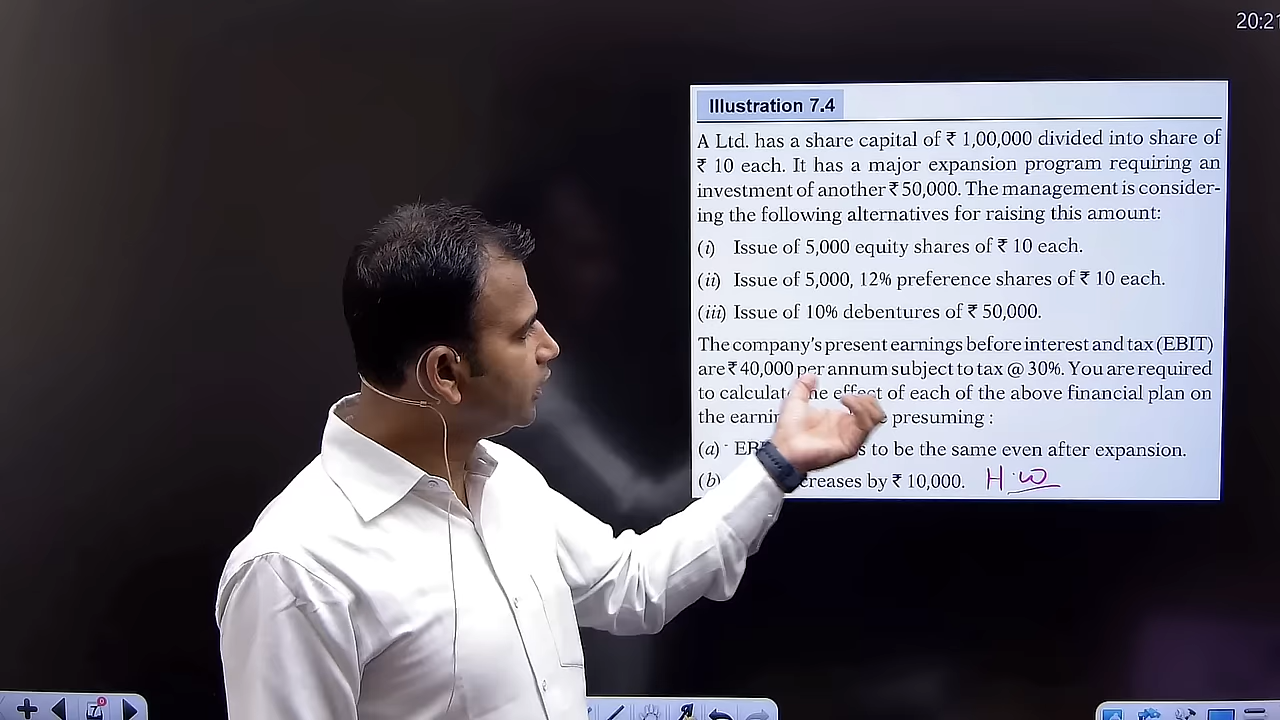 20:21
Illustration 7.4
A Ltd. has a share capital of ₹ 1,00,000 divided into share of
₹ 10 each. It has a major expansion program requiring an
investment of another ₹ 50,000. The management is consider-
ing the following alternatives for raising this amount:
(i) Issue of 5,000 equity shares of ₹ 10 each.
(ii) Issue of 5,000, 12% preference shares of ₹ 10 each.
(iii) Issue of 10% debentures of ₹ 50,000.
The company's present earnings before interest and tax (EBIT)
are ₹ 40,000 per annum subject to tax @ 30%. You are required
to calculate effect of each of the above financial plan on
the presuming :
(a) to be the same even after expansion.
(b) by ₹ 10,000. H.W